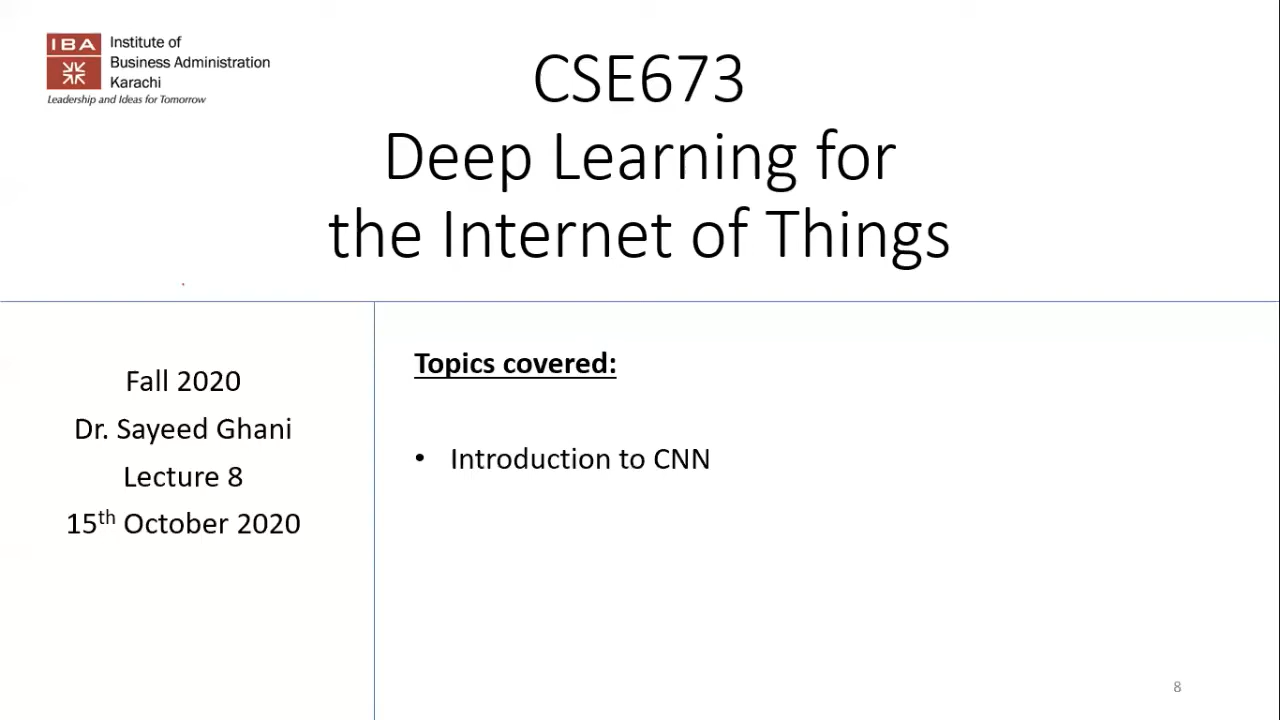 IBA
Institute of
Business Administration
Karachi
Leadership and Ideas for Tomorrow
CSE673
Deep Learning for
the Internet of Things
Fall 2020
Dr. Sayeed Ghani
Lecture 8
15th October 2020
Topics covered:
• Introduction to CNN
8